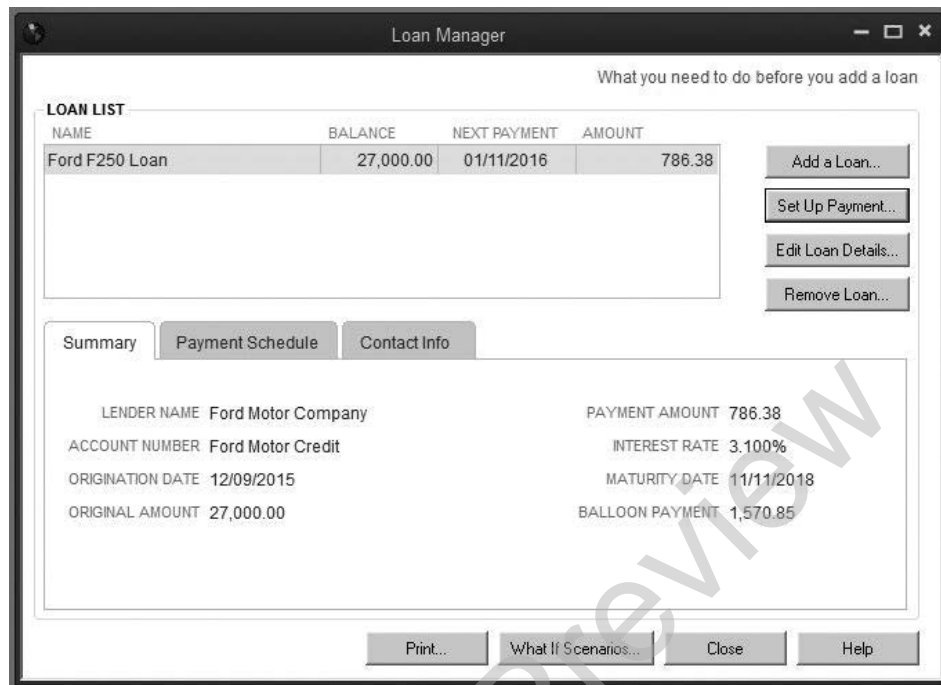 Loan Manager
What you need to do before you add a loan
LOAN LIST
NAME BALANCE NEXT PAYMENT AMOUNT
Ford F250 Loan 27,000.00 01/11/2016 786.38
Add a Loan...
Set Up Payment...
Edit Loan Details...
Remove Loan...
Summary Payment Schedule Contact Info
LENDER NAME Ford Motor Company PAYMENT AMOUNT 786.38
ACCOUNT NUMBER Ford Motor Credit INTEREST RATE 3.100%
ORIGINATION DATE 12/09/2015 MATURITY DATE 11/11/2018
ORIGINAL AMOUNT 27,000.00 BALLOON PAYMENT 1,570.85
Print... What If Scenarios... Close Help
Preview